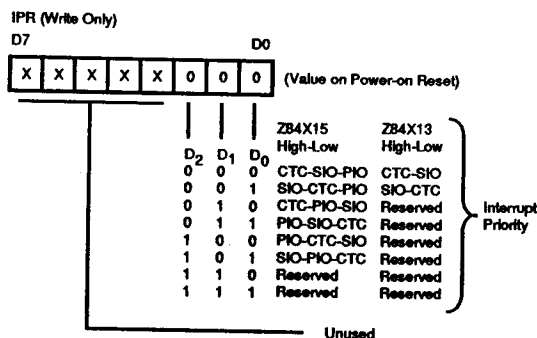 IPR (Write Only)
D7 D0
X X X X X 0 0 0 (Value on Power-on Reset)
Z84X15 Z84X13
High-Low High-Low
D2 D1 D0
0 0 0 CTC-SIO-PIO CTC-SIO
0 0 1 SIO-CTC-PIO SIO-CTC
0 1 0 CTC-PIO-SIO Reserved
0 1 1 PIO-SIO-CTC Reserved
1 0 0 PIO-CTC-SIO Reserved
1 0 1 SIO-PIO-CTC Reserved
1 1 0 Reserved Reserved
1 1 1 Reserved Reserved
Interrupt
Priority
Unused